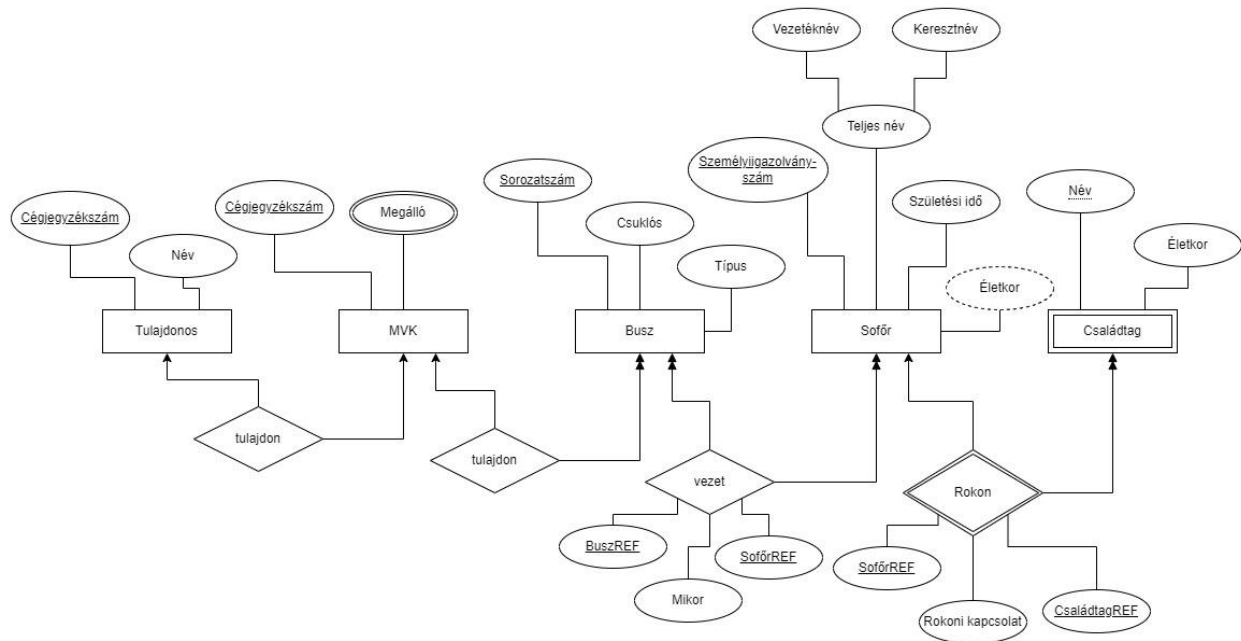 Vezetéknév
Keresztnév
Teljes név
Személyiigazolvány-
szám
Sorozatszám
Cégjegyzékszám
Cégjegyzékszám
Megálló
Név
Születési idő
Csuklós
Név
Életkor
Típus
Életkor
Tulajdonos
MVK
Busz
Sofőr
Családtag
tulajdon
tulajdon
vezet
Rokon
BuszREF
SofőrREF
SofőrREF
Mikor
Rokoni kapcsolat
CsaládtagREF